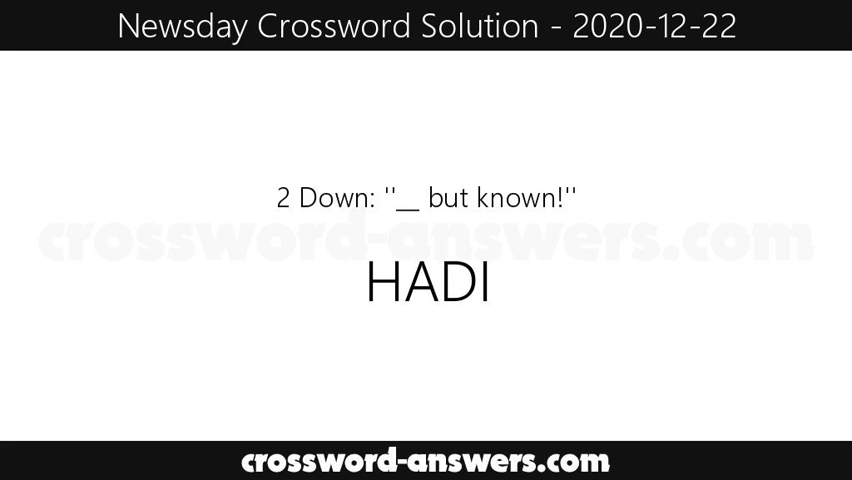 Newsday Crossword Solution - 2020-12-22
2 Down: "__ but known!"
crossword-answers.com
HADI
crossword-answers.com